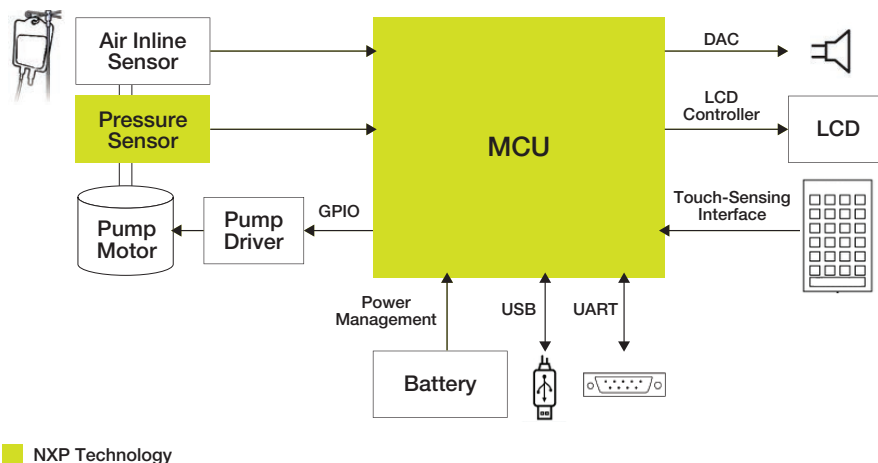 Air Inline
Sensor
Pressure
Sensor
Pump
Motor
Pump
Driver
GPIO
MCU
DAC
LCD
Controller
LCD
Touch-Sensing
Interface
Power
Management
USB
UART
Battery
NXP Technology